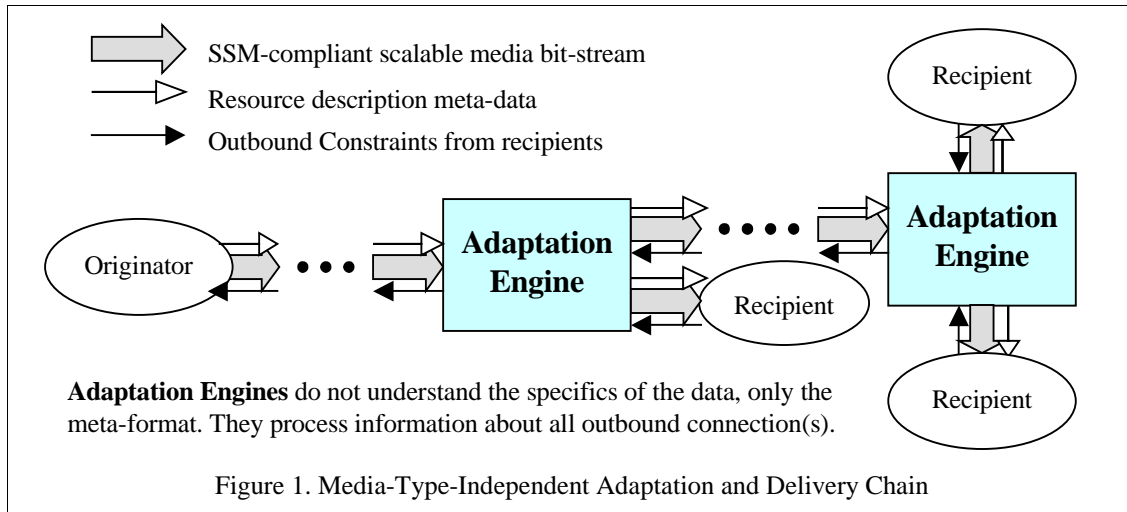 SSM-compliant scalable media bit-stream
Resource description meta-data
Outbound Constraints from recipients
Recipient
Originator
Adaptation
Engine
Recipient
Adaptation
Engine
Recipient
Adaptation Engines do not understand the specifics of the data, only the
meta-format. They process information about all outbound connection(s).
Figure 1. Media-Type-Independent Adaptation and Delivery Chain